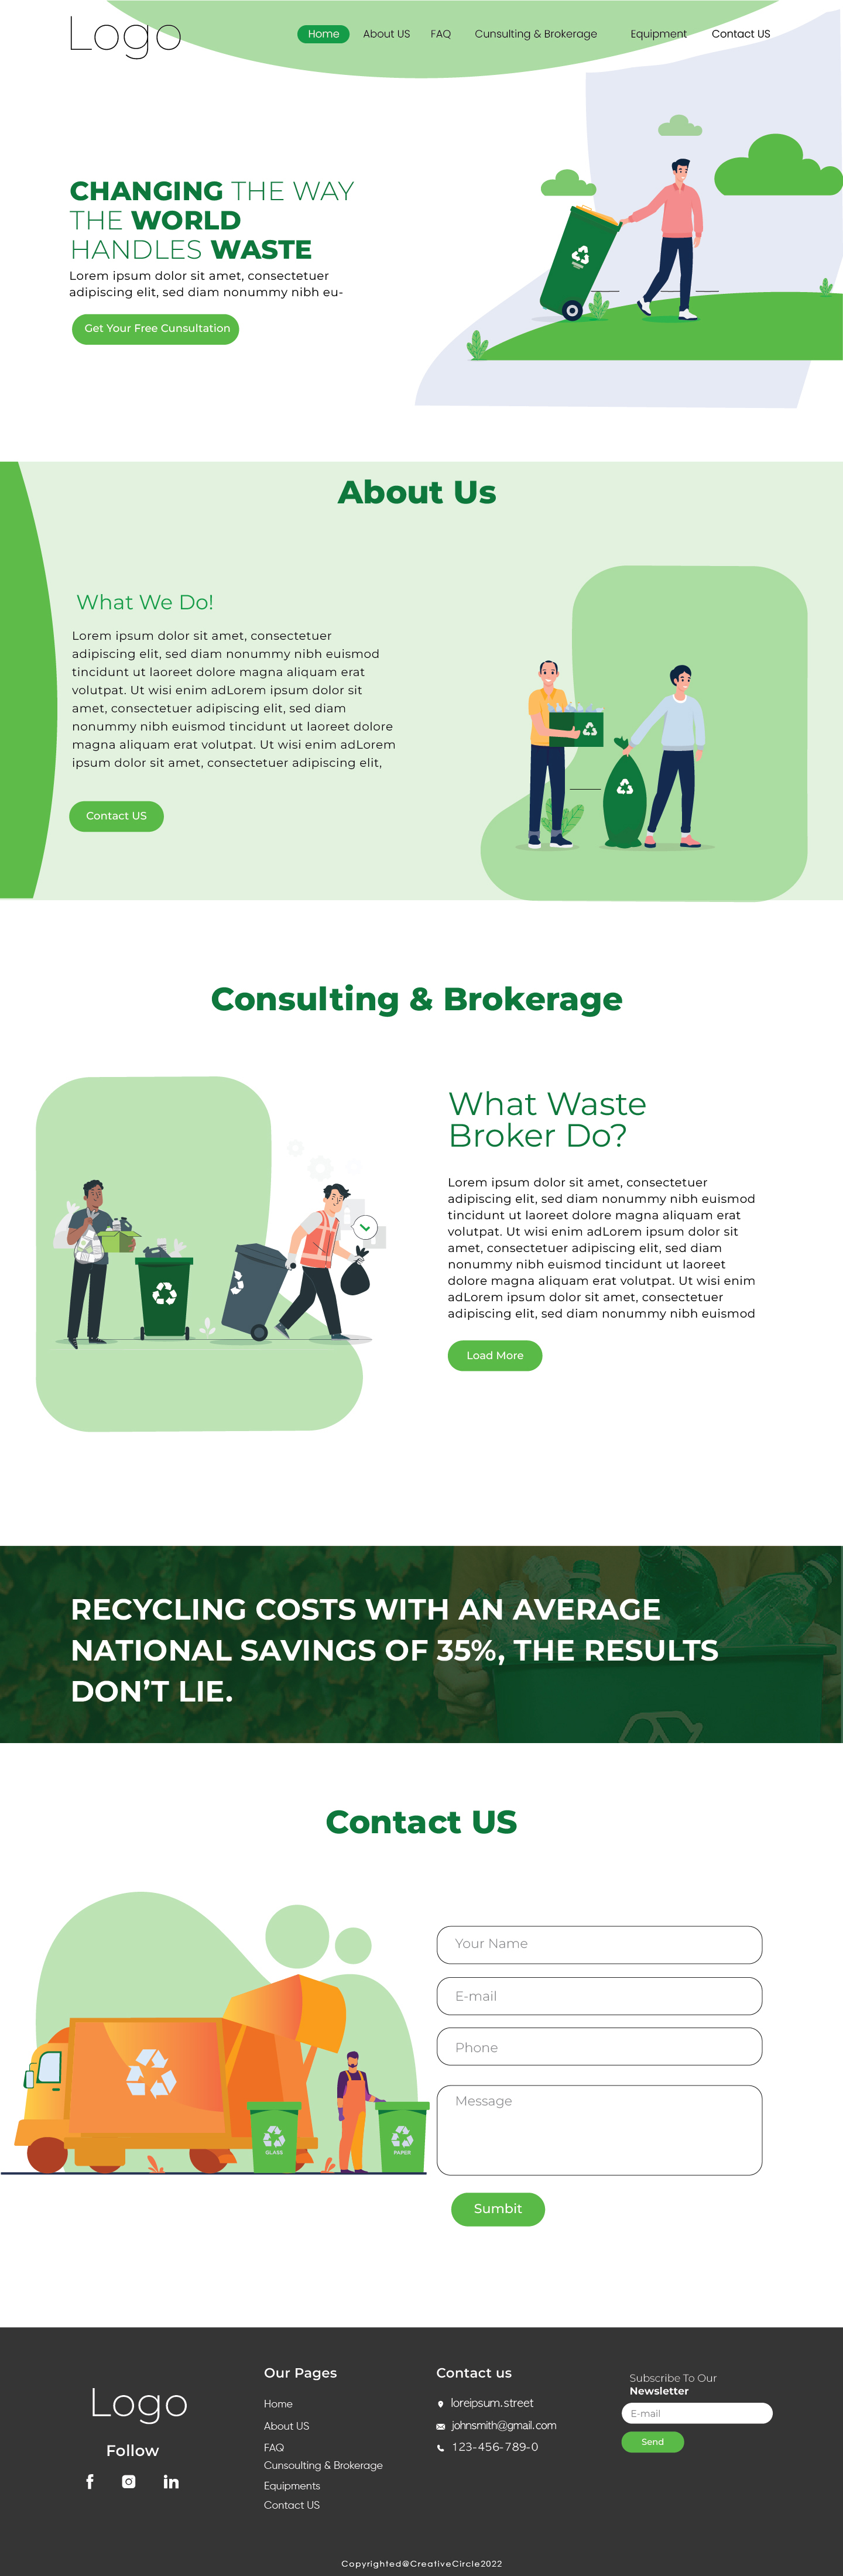 Logo
Home
About US
FAQ
Cunsulting & Brokerage
Equipment
Contact US
CHANGING THE WAY
THE WORLD
HANDLES WASTE
Lorem ipsum dolor sit amet, consectetuer
adipiscing elit, sed diam nonummy nibh eu-
Get Your Free Cunsultation
About Us
What We Do!
Lorem ipsum dolor sit amet, consectetuer
adipiscing elit, sed diam nonummy nibh euismod
tincidunt ut laoreet dolore magna aliquam erat
volutpat. Ut wisi enim adLorem ipsum dolor sit
amet, consectetuer adipiscing elit, sed diam
nonummy nibh euismod tincidunt ut laoreet dolore
magna aliquam erat volutpat. Ut wisi enim adLorem
ipsum dolor sit amet, consectetuer adipiscing elit,
Contact US
Consulting & Brokerage
What Waste
Broker Do?
Lorem ipsum dolor sit amet, consectetuer
adipiscing elit, sed diam nonummy nibh euismod
tincidunt ut laoreet dolore magna aliquam erat
volutpat. Ut wisi enim adLorem ipsum dolor sit
amet, consectetuer adipiscing elit, sed diam
nonummy nibh euismod tincidunt ut laoreet
dolore magna aliquam erat volutpat. Ut wisi enim
adLorem ipsum dolor sit amet, consectetuer
adipiscing elit, sed diam nonummy nibh euismod
Load More
RECYCLING COSTS WITH AN AVERAGE
NATIONAL SAVINGS OF 35%, THE RESULTS
DON'T LIE.
Contact US
GLASS
PAPER
Your Name
E-mail
Phone
Message
Sumbit
Logo
Follow
Our Pages
Home
About US
FAQ
Cunsoulting & Brokerage
Equipments
Contact US
Contact us
loreipsum.street
johnsmith@gmail.com
123-456-789-0
Subscribe To Our
Newsletter
E-mail
Send
Copyrighted@CreativeCircle2022